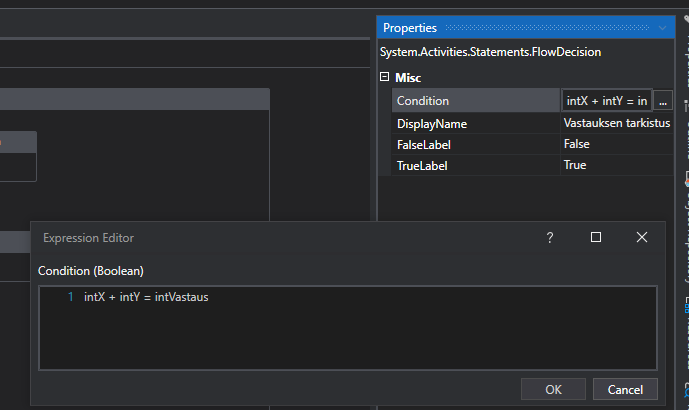 Properties
System.Activities.Statements.FlowDecision
Misc
Condition intX + intY = in ...
DisplayName Vastauksen tarkistus
FalseLabel False
TrueLabel True
Expression Editor ?
Condition (Boolean)
1 intX + intY = intVastaus
OK Cancel